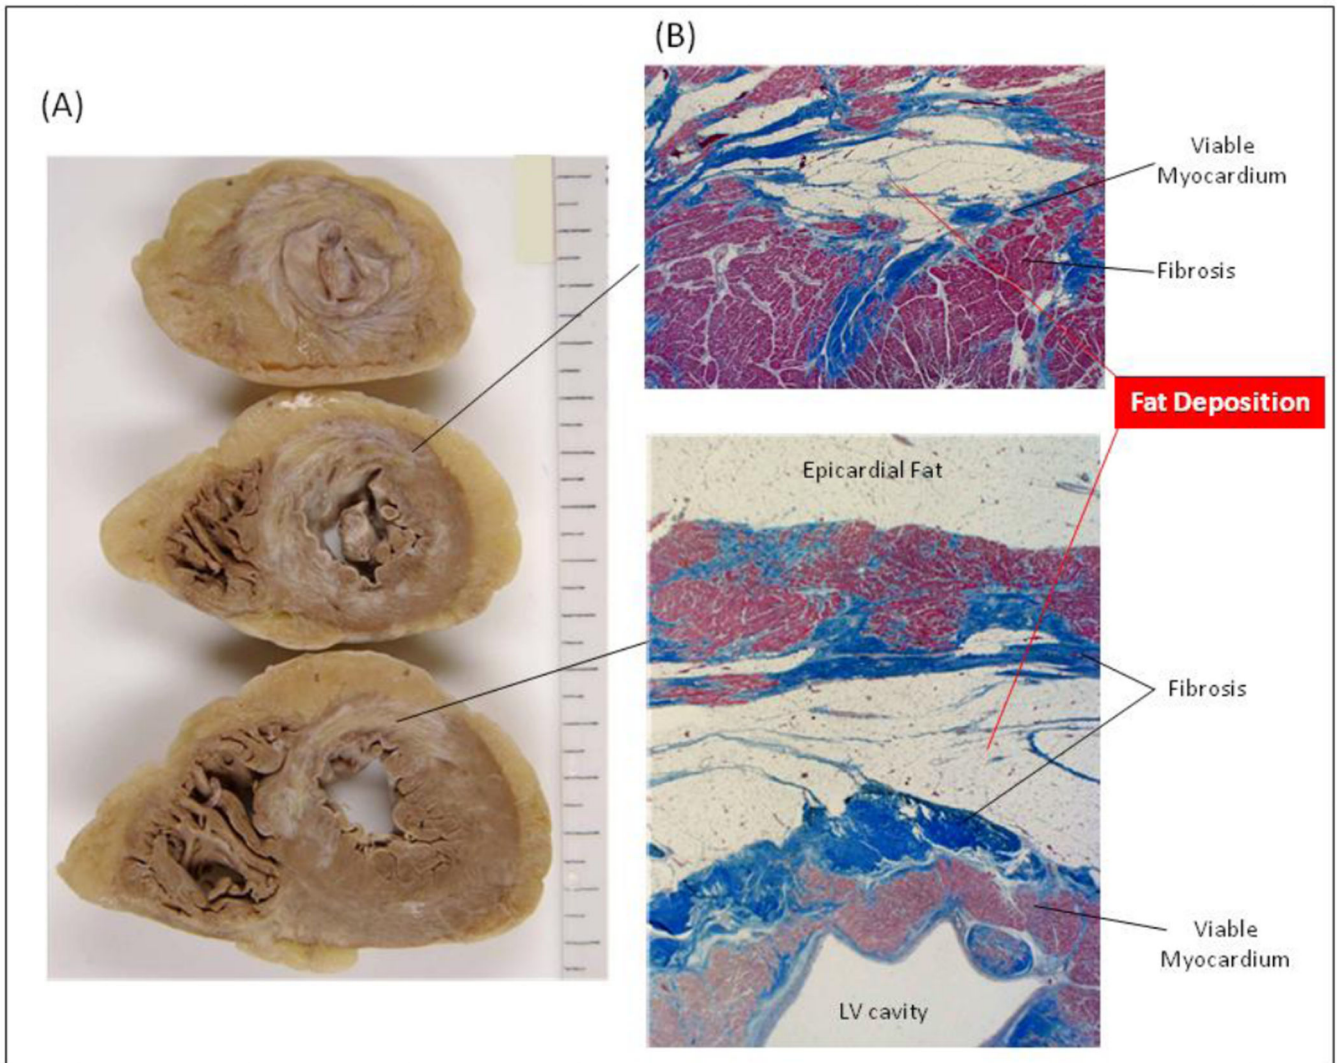 (A)
(B)
Viable
Myocardium
Fibrosis
Fat Deposition
Epicardial Fat
Fibrosis
Viable
Myocardium
LV cavity